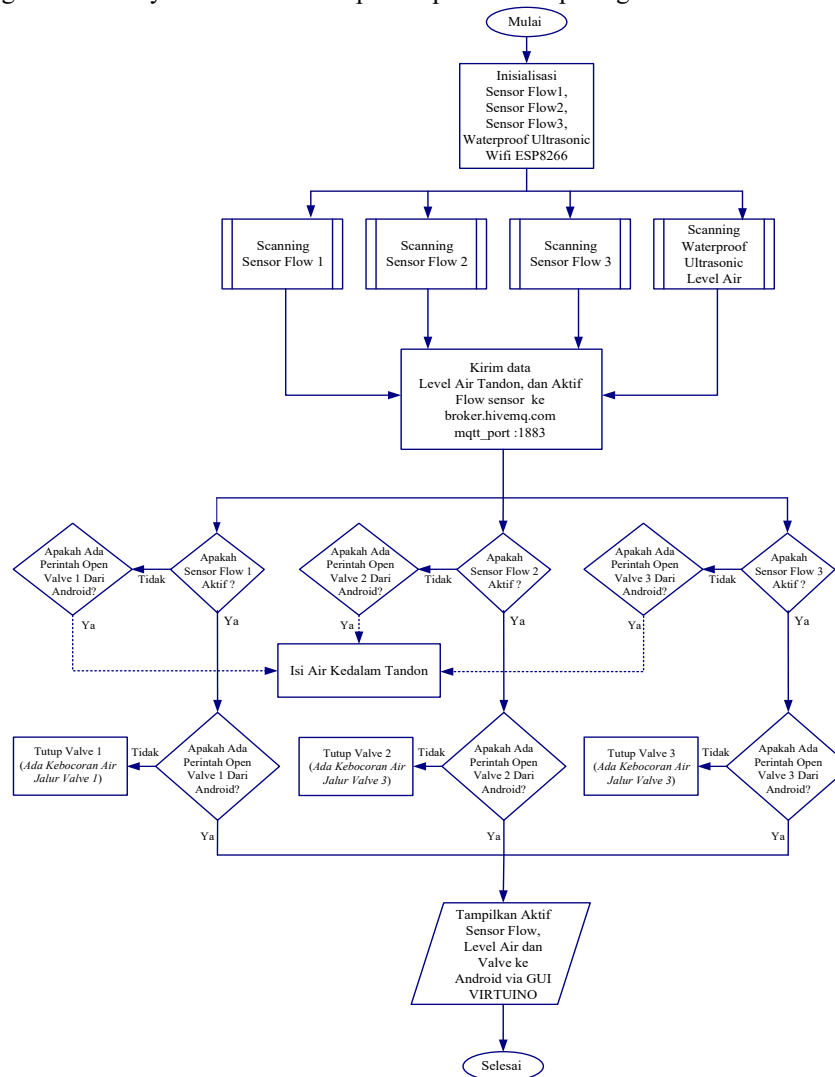 Mulai
Inisialisasi
Sensor Flow1,
Sensor Flow2,
Sensor Flow3,
Waterproof Ultrasonic
Wifi ESP8266
Scanning
Sensor Flow 1
Scanning
Sensor Flow 2
Scanning
Sensor Flow 3
Scanning
Waterproof
Ultrasonic
Level Air
Kirim data
Level Air Tandon, dan Aktif
Flow sensor ke
broker.hivemq.com
mqtt_port :1883
Apakah Ada
Perintah Open
Valve 1 Dari
Android?
Tidak
Apakah
Sensor Flow 1
Aktif ?
Apakah Ada
Perintah Open
Valve 2 Dari
Android?
Tidak
Apakah
Sensor Flow 2
Aktif ?
Apakah Ada
Perintah Open
Valve 3 Dari
Android?
Tidak
Apakah
Sensor Flow 3
Aktif ?
Ya
Ya
Ya
Ya
Ya
Ya
Isi Air Kedalam Tandon
Tutup Valve 1
(Ada Kebocoran Air
Jalur Valve 1)
Tidak
Apakah Ada
Perintah Open
Valve 1 Dari
Android?
Tutup Valve 2
(Ada Kebocoran Air
Jalur Valve 3)
Tidak
Apakah Ada
Perintah Open
Valve 2 Dari
Android?
Tutup Valve 3
(Ada Kebocoran Air
Jalur Valve 3)
Tidak
Apakah Ada
Perintah Open
Valve 3 Dari
Android?
Ya
Ya
Ya
Tampilkan Aktif
Sensor Flow,
Level Air dan
Valve ke
Android via GUI
VIRTUINO
Selesai